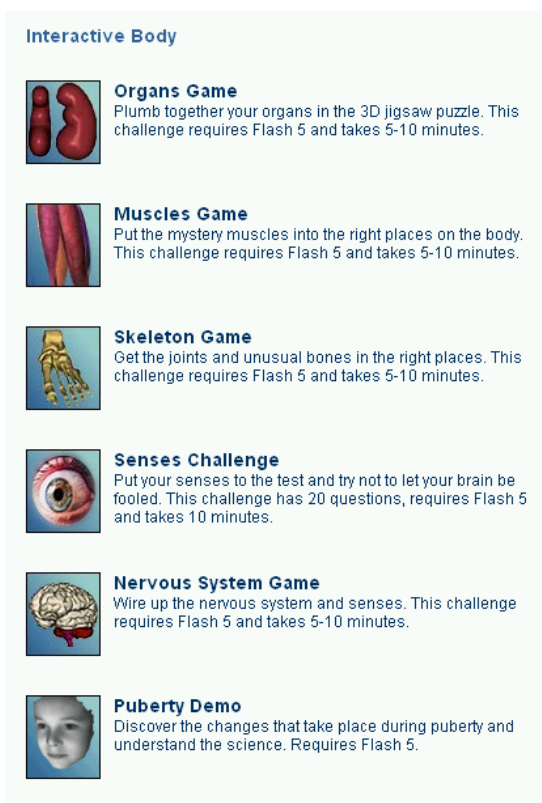 Interactive Body
Organs Game
Plumb together your organs in the 3D jigsaw puzzle. This
challenge requires Flash 5 and takes 5-10 minutes.
Muscles Game
Put the mystery muscles into the right places on the body.
This challenge requires Flash 5 and takes 5-10 minutes.
Skeleton Game
Get the joints and unusual bones in the right places. This
challenge requires Flash 5 and takes 5-10 minutes.
Senses Challenge
Put your senses to the test and try not to let your brain be
fooled. This challenge has 20 questions, requires Flash 5
and takes 10 minutes.
Nervous System Game
Wire up the nervous system and senses. This challenge
requires Flash 5 and takes 5-10 minutes.
Puberty Demo
Discover the changes that take place during puberty and
understand the science. Requires Flash 5.